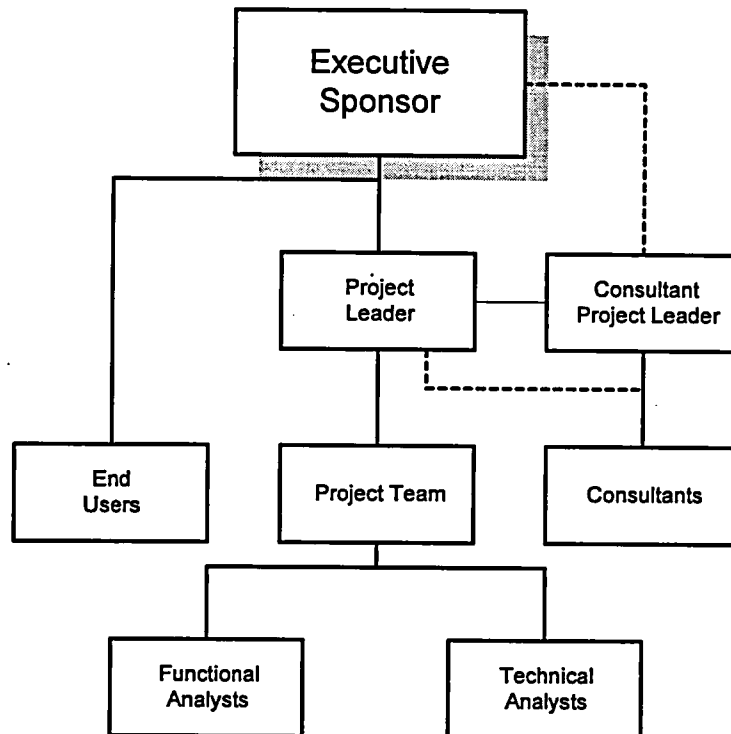 Executive
Sponsor
Project
Leader
Consultant
Project Leader
End
Users
Project Team
Consultants
Functional
Analysts
Technical
Analysts